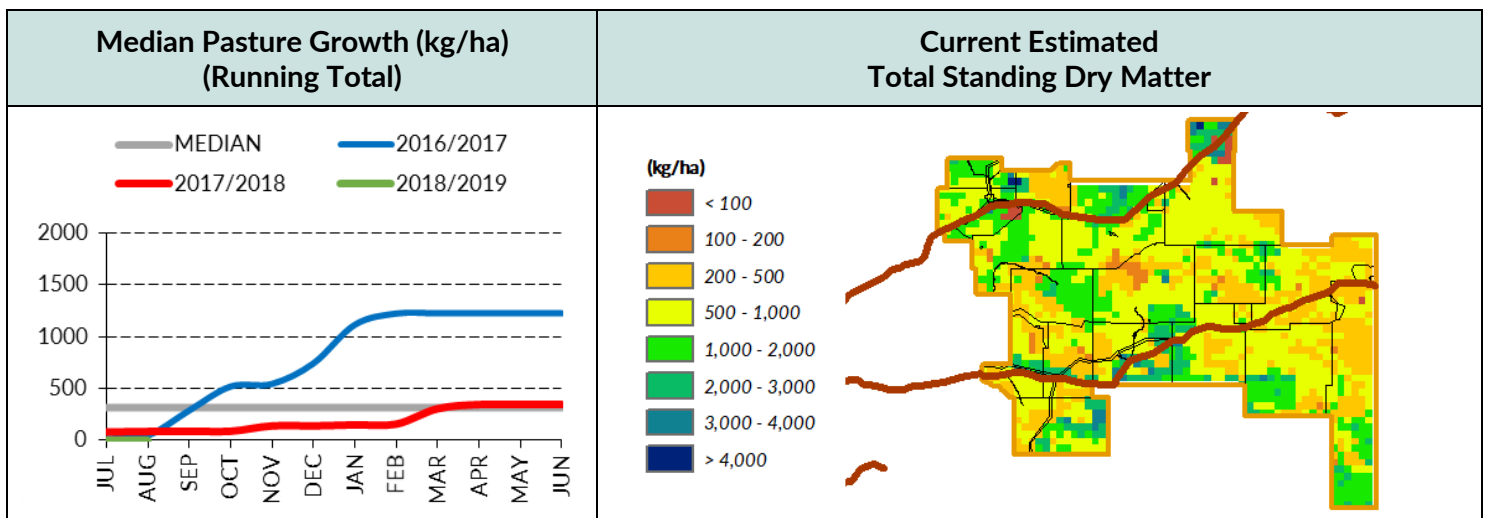 Median Pasture Growth (kg/ha)
(Running Total)
Current Estimated
Total Standing Dry Matter
MEDIAN
2016/2017
2017/2018
2018/2019
2000
1500
1000
500
0
JUL
AUG
SEP
OCT
NOV
DEC
JAN
FEB
MAR
APR
MAY
JUN
(kg/ha)
< 100
100 - 200
200 - 500
500 - 1,000
1,000 - 2,000
2,000 - 3,000
3,000 - 4,000
> 4,000